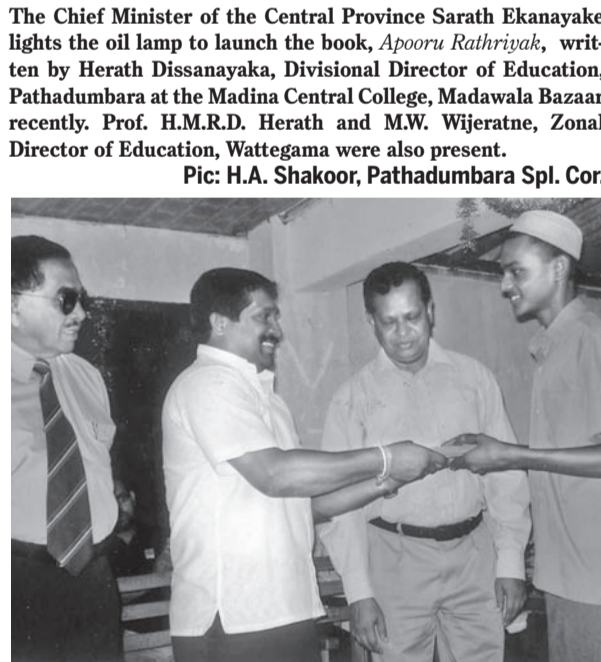 The Chief Minister of the Central Province Sarath Ekanayake
lights the oil lamp to launch the book, Apooru Rathriyak, writ-
ten by Herath Dissanayaka, Divisional Director of Education,
Pathadumbara at the Madina Central College, Madawala Bazaar
recently. Prof. H.M.R.D. Herath and M.W. Wijeratne, Zonal
Director of Education, Wattegama were also present.
Pic: H.A. Shakoor, Pathadumbara Spl. Cor.